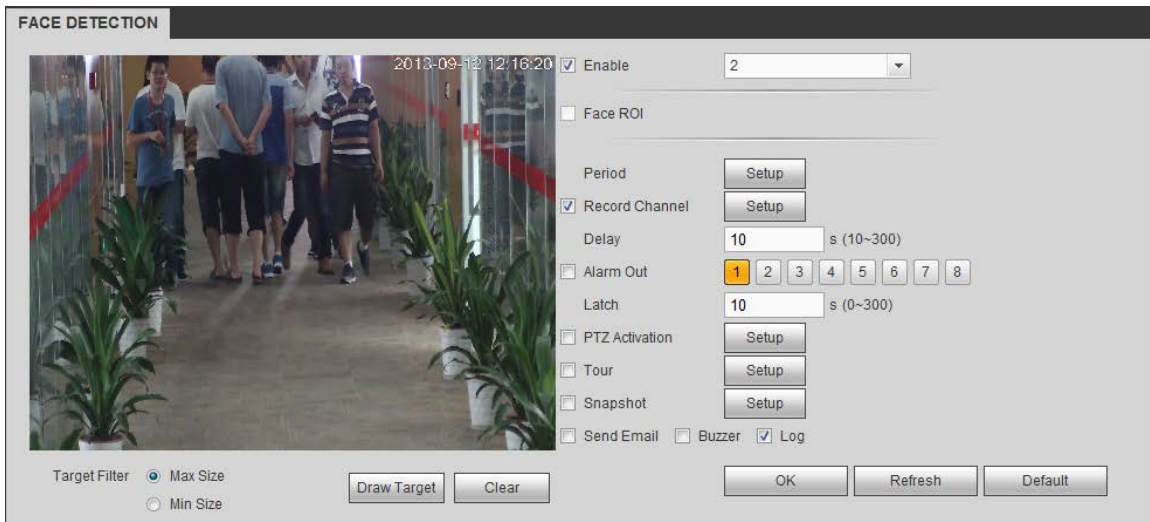 FACE DETECTION
2013-09-12 12:16:20
Enable 2
Face ROI
Period Setup
Record Channel Setup
Delay 10 s (10~300)
Alarm Out 1 2 3 4 5 6 7 8
Latch 10 s (0~300)
PTZ Activation Setup
Tour Setup
Snapshot Setup
Send Email Buzzer Log
Target Filter Max Size
Min Size
Draw Target Clear
OK Refresh Default